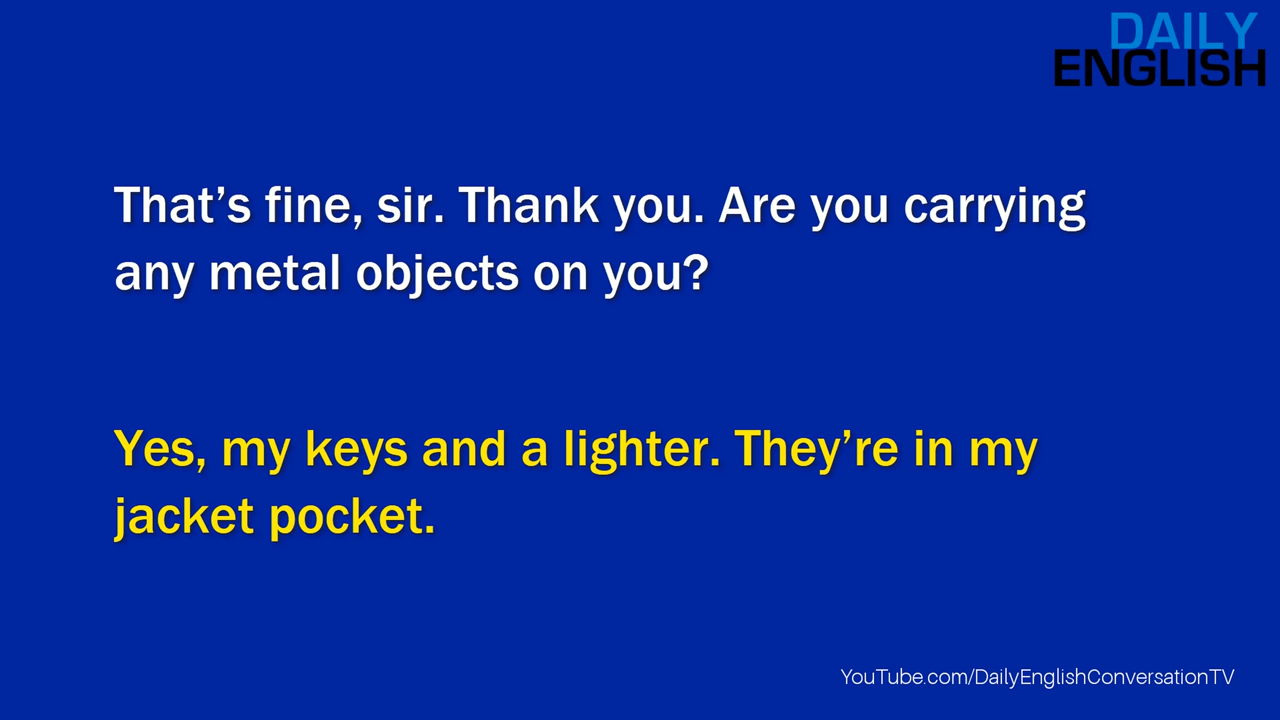 DAILY
ENGLISH
That’s fine, sir. Thank you. Are you carrying
any metal objects on you?
Yes, my keys and a lighter. They’re in my
jacket pocket.
YouTube.com/DailyEnglishConversationTV